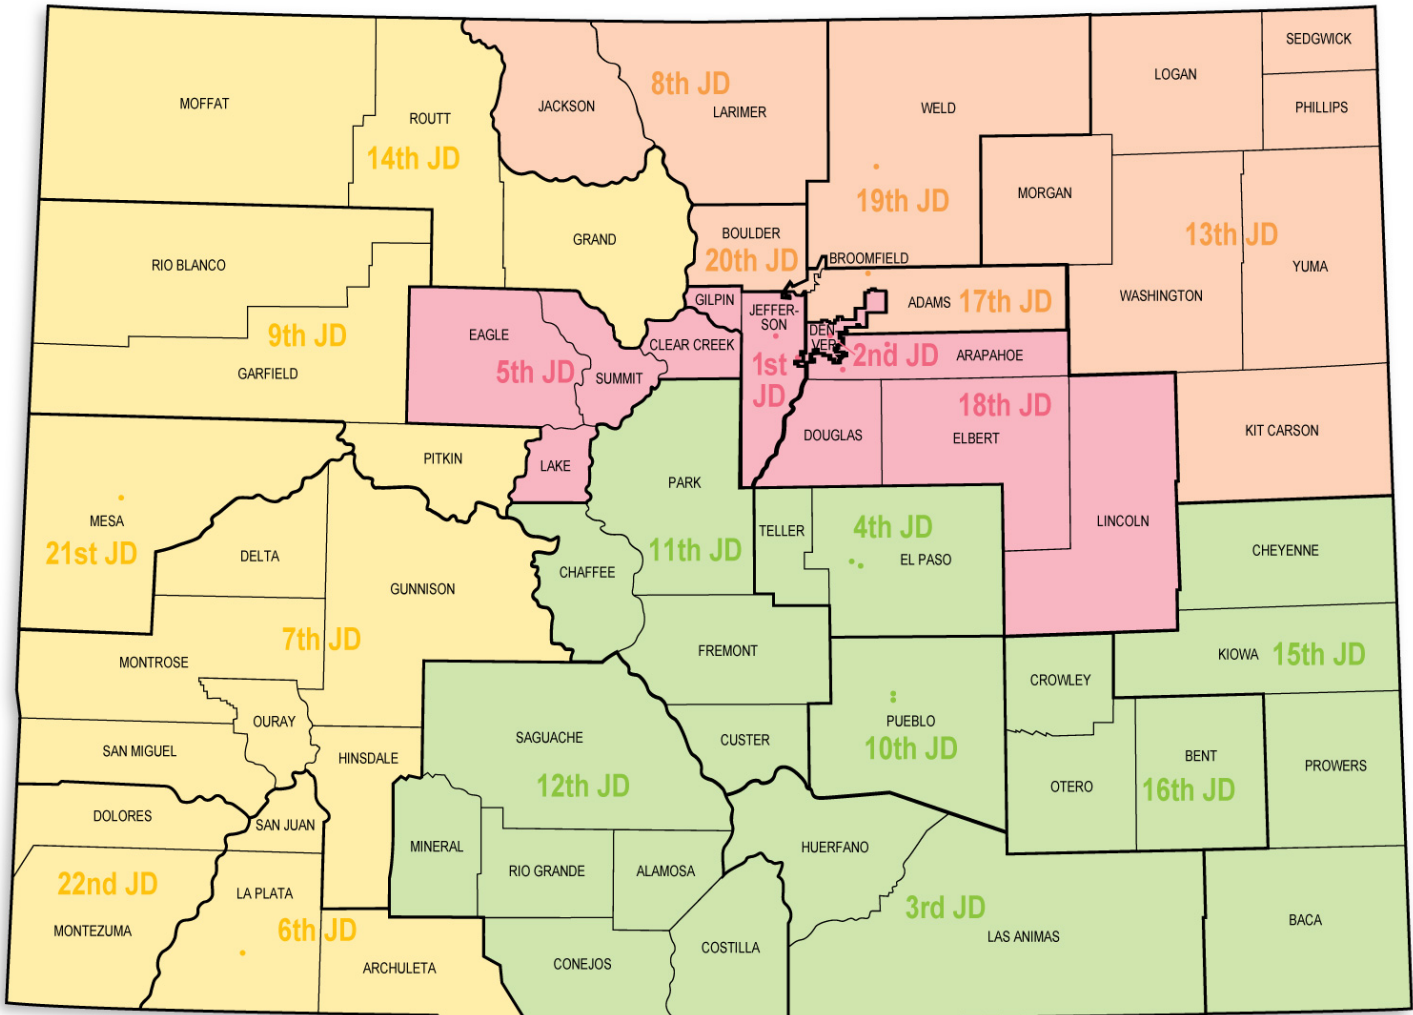 SEDGWICK
LOGAN
8th JD
MOFFAT
JACKSON
LARIMER
WELD
PHILLIPS
ROUTT
14th JD
19th JD
MORGAN
13th JD
GRAND
BOULDER
20th JD
RIO BLANCO
BROOMFIELD
YUMA
WASHINGTON
GILPIN
ADAMS
17th JD
JEFFER-
SON
9th JD
EAGLE
DEN-
VER
CLEAR CREEK
2nd JD
ARAPAHOE
GARFIELD
5th JD
SUMMIT
1st
JD
18th JD
DOUGLAS
ELBERT
KIT CARSON
PITKIN
LAKE
PARK
MESA
21st JD
LINCOLN
TELLER
4th JD
DELTA
11th JD
EL PASO
CHEYENNE
CHAFFEE
GUNNISON
7th JD
MONTROSE
FREMONT
KIOWA
15th JD
CROWLEY
OURAY
PUEBLO
10th JD
SAN MIGUEL
HINSDALE
SAGUACHE
12th JD
CUSTER
BENT
16th JD
PROWERS
OTERO
DOLORES
SAN JUAN
MINERAL
HUERFANO
RIO GRANDE
ALAMOSA
22nd JD
LA PLATA
3rd JD
MONTEZUMA
6th JD
BACA
LAS ANIMAS
COSTILLA
CONEJOS
ARCHULETA